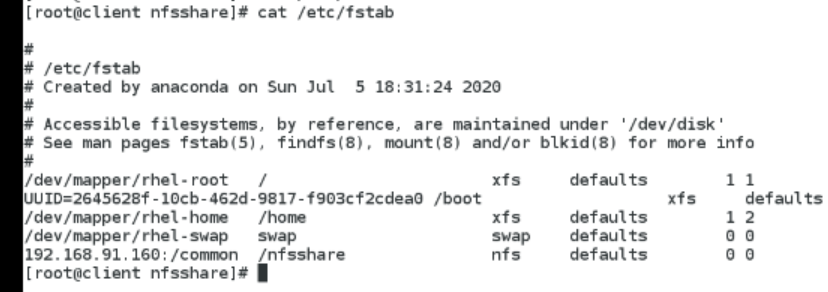 [root@client nfsshare]# cat /etc/fstab
#
# /etc/fstab
# Created by anaconda on Sun Jul  5 18:31:24 2020
#
# Accessible filesystems, by reference, are maintained under '/dev/disk'
# See man pages fstab(5), findfs(8), mount(8) and/or blkid(8) for more info
#
/dev/mapper/rhel-root   /                       xfs     defaults        1 1
UUID=2645628f-10cb-462d-9817-f903cf2cdea0 /boot                   xfs     defaults
/dev/mapper/rhel-home   /home                   xfs     defaults        1 2
/dev/mapper/rhel-swap   swap                    swap    defaults        0 0
192.168.91.160:/common  /nfsshare               nfs     defaults        0 0
[root@client nfsshare]#